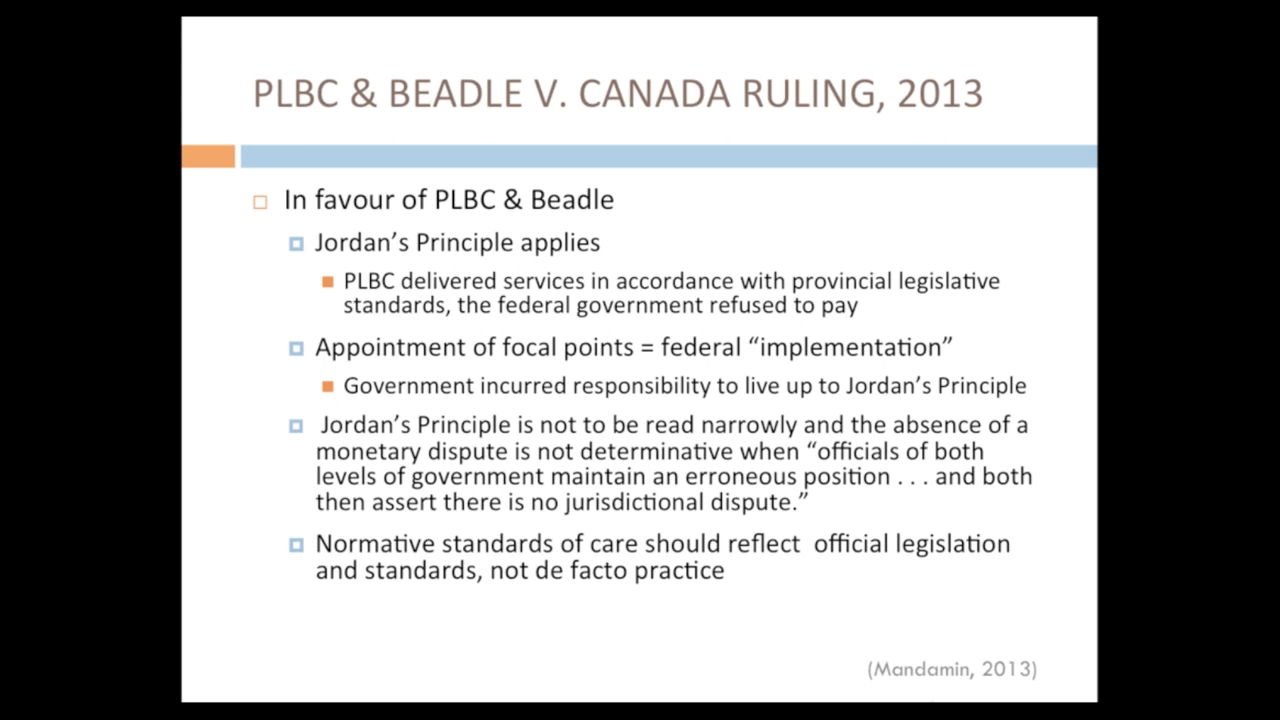 PLBC & BEADLE V. CANADA RULING, 2013
In favour of PLBC & Beadle
Jordan’s Principle applies
PLBC delivered services in accordance with provincial legislative
standards, the federal government refused to pay
Appointment of focal points = federal “implementation”
Government incurred responsibility to live up to Jordan’s Principle
Jordan’s Principle is not to be read narrowly and the absence of a
monetary dispute is not determinative when “officials of both
levels of government maintain an erroneous position . . . and both
then assert there is no jurisdictional dispute.”
Normative standards of care should reflect official legislation
and standards, not de facto practice
(Mandamin, 2013)